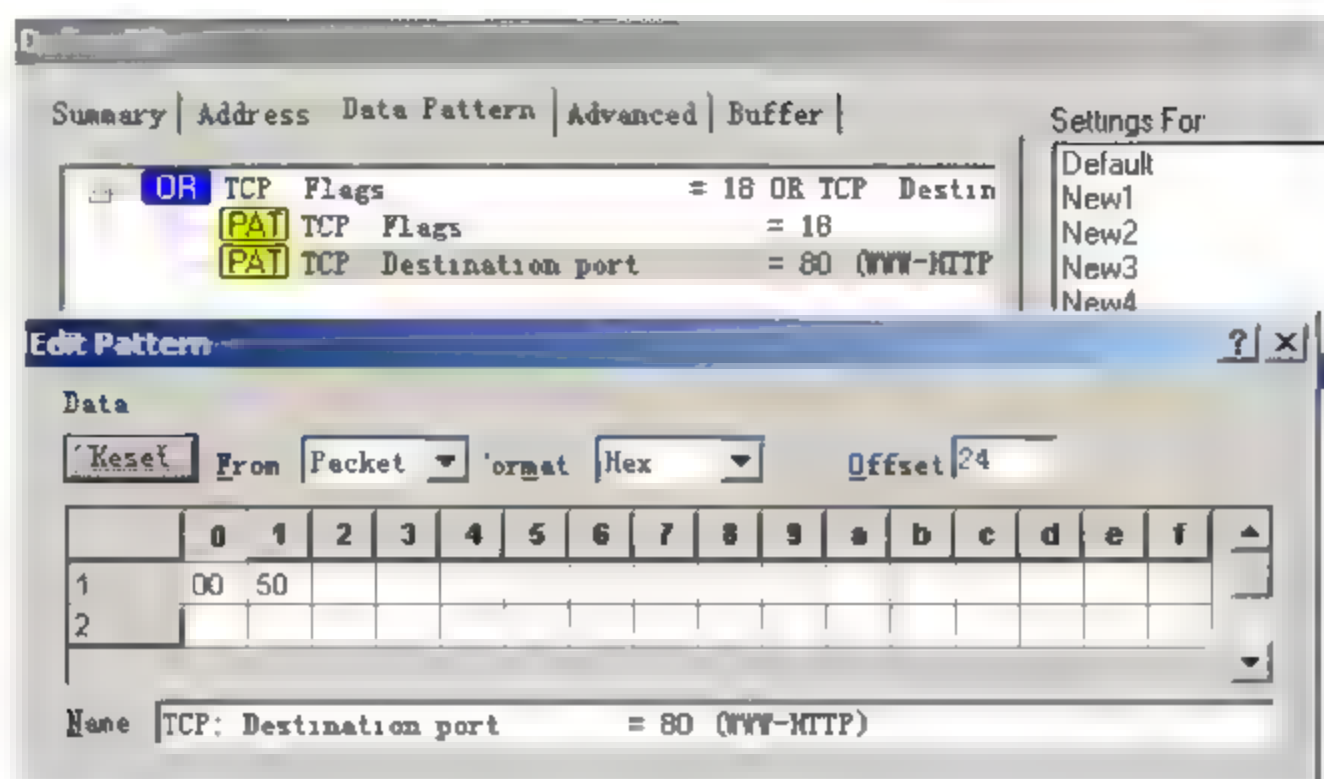 Summary Address Data Pattern Advanced Buffer
Settings For
Default
New1
New2
New3
New4
OR TCP Flags = 18 OR TCP Destin
PAT TCP Flags = 18
PAT TCP Destination port = 80 (WWW-HTTP
Edit Pattern
Data
Reset From Packet ormat Hex Offset 24
0 1 2 3 4 5 6 7 8 9 a b c d e f
1 00 50
2
Name TCP: Destination port = 80 (WWW-HTTP)